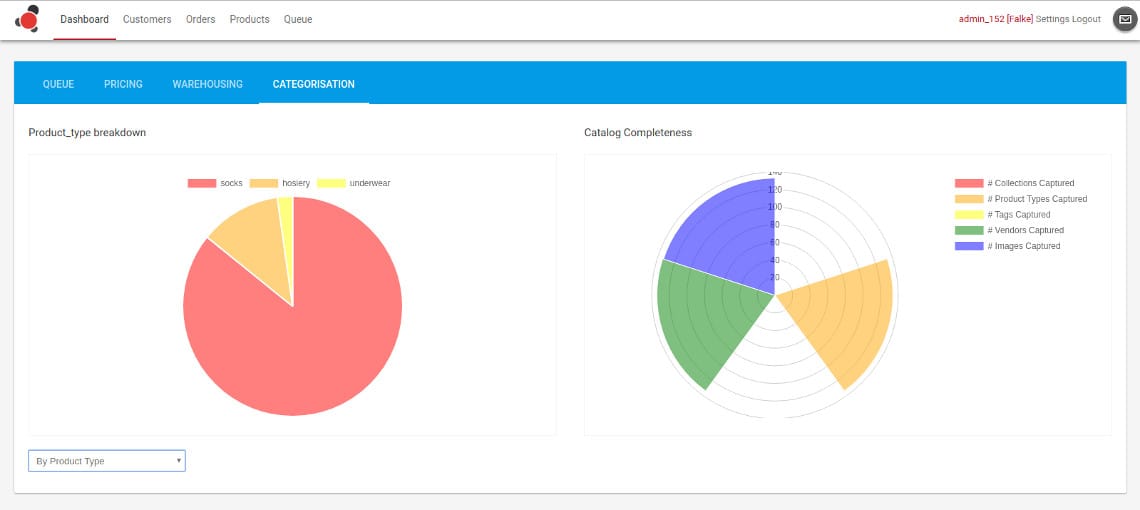 Dashboard Customers Orders Products Queue
admin_152 [Falke] Settings Logout
QUEUE PRICING WAREHOUSING CATEGORISATION
Product_type breakdown
socks hosiery underwear
By Product Type
Catalog Completeness
140
120
100
80
60
40
20
# Collections Captured
# Product Types Captured
# Tags Captured
# Vendors Captured
# Images Captured